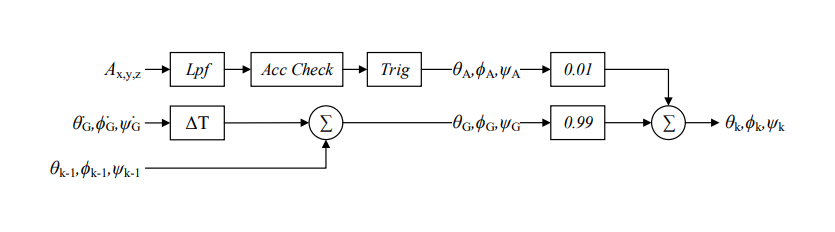 Ax,y,z Lpf Acc Check Trig θA,ϕA,ψA 0.01
θ̇G,ϕ̇G,ψ̇G ΔT Σ θG,ϕG,ψG 0.99 Σ θk,ϕk,ψk
θk-1,ϕk-1,ψk-1